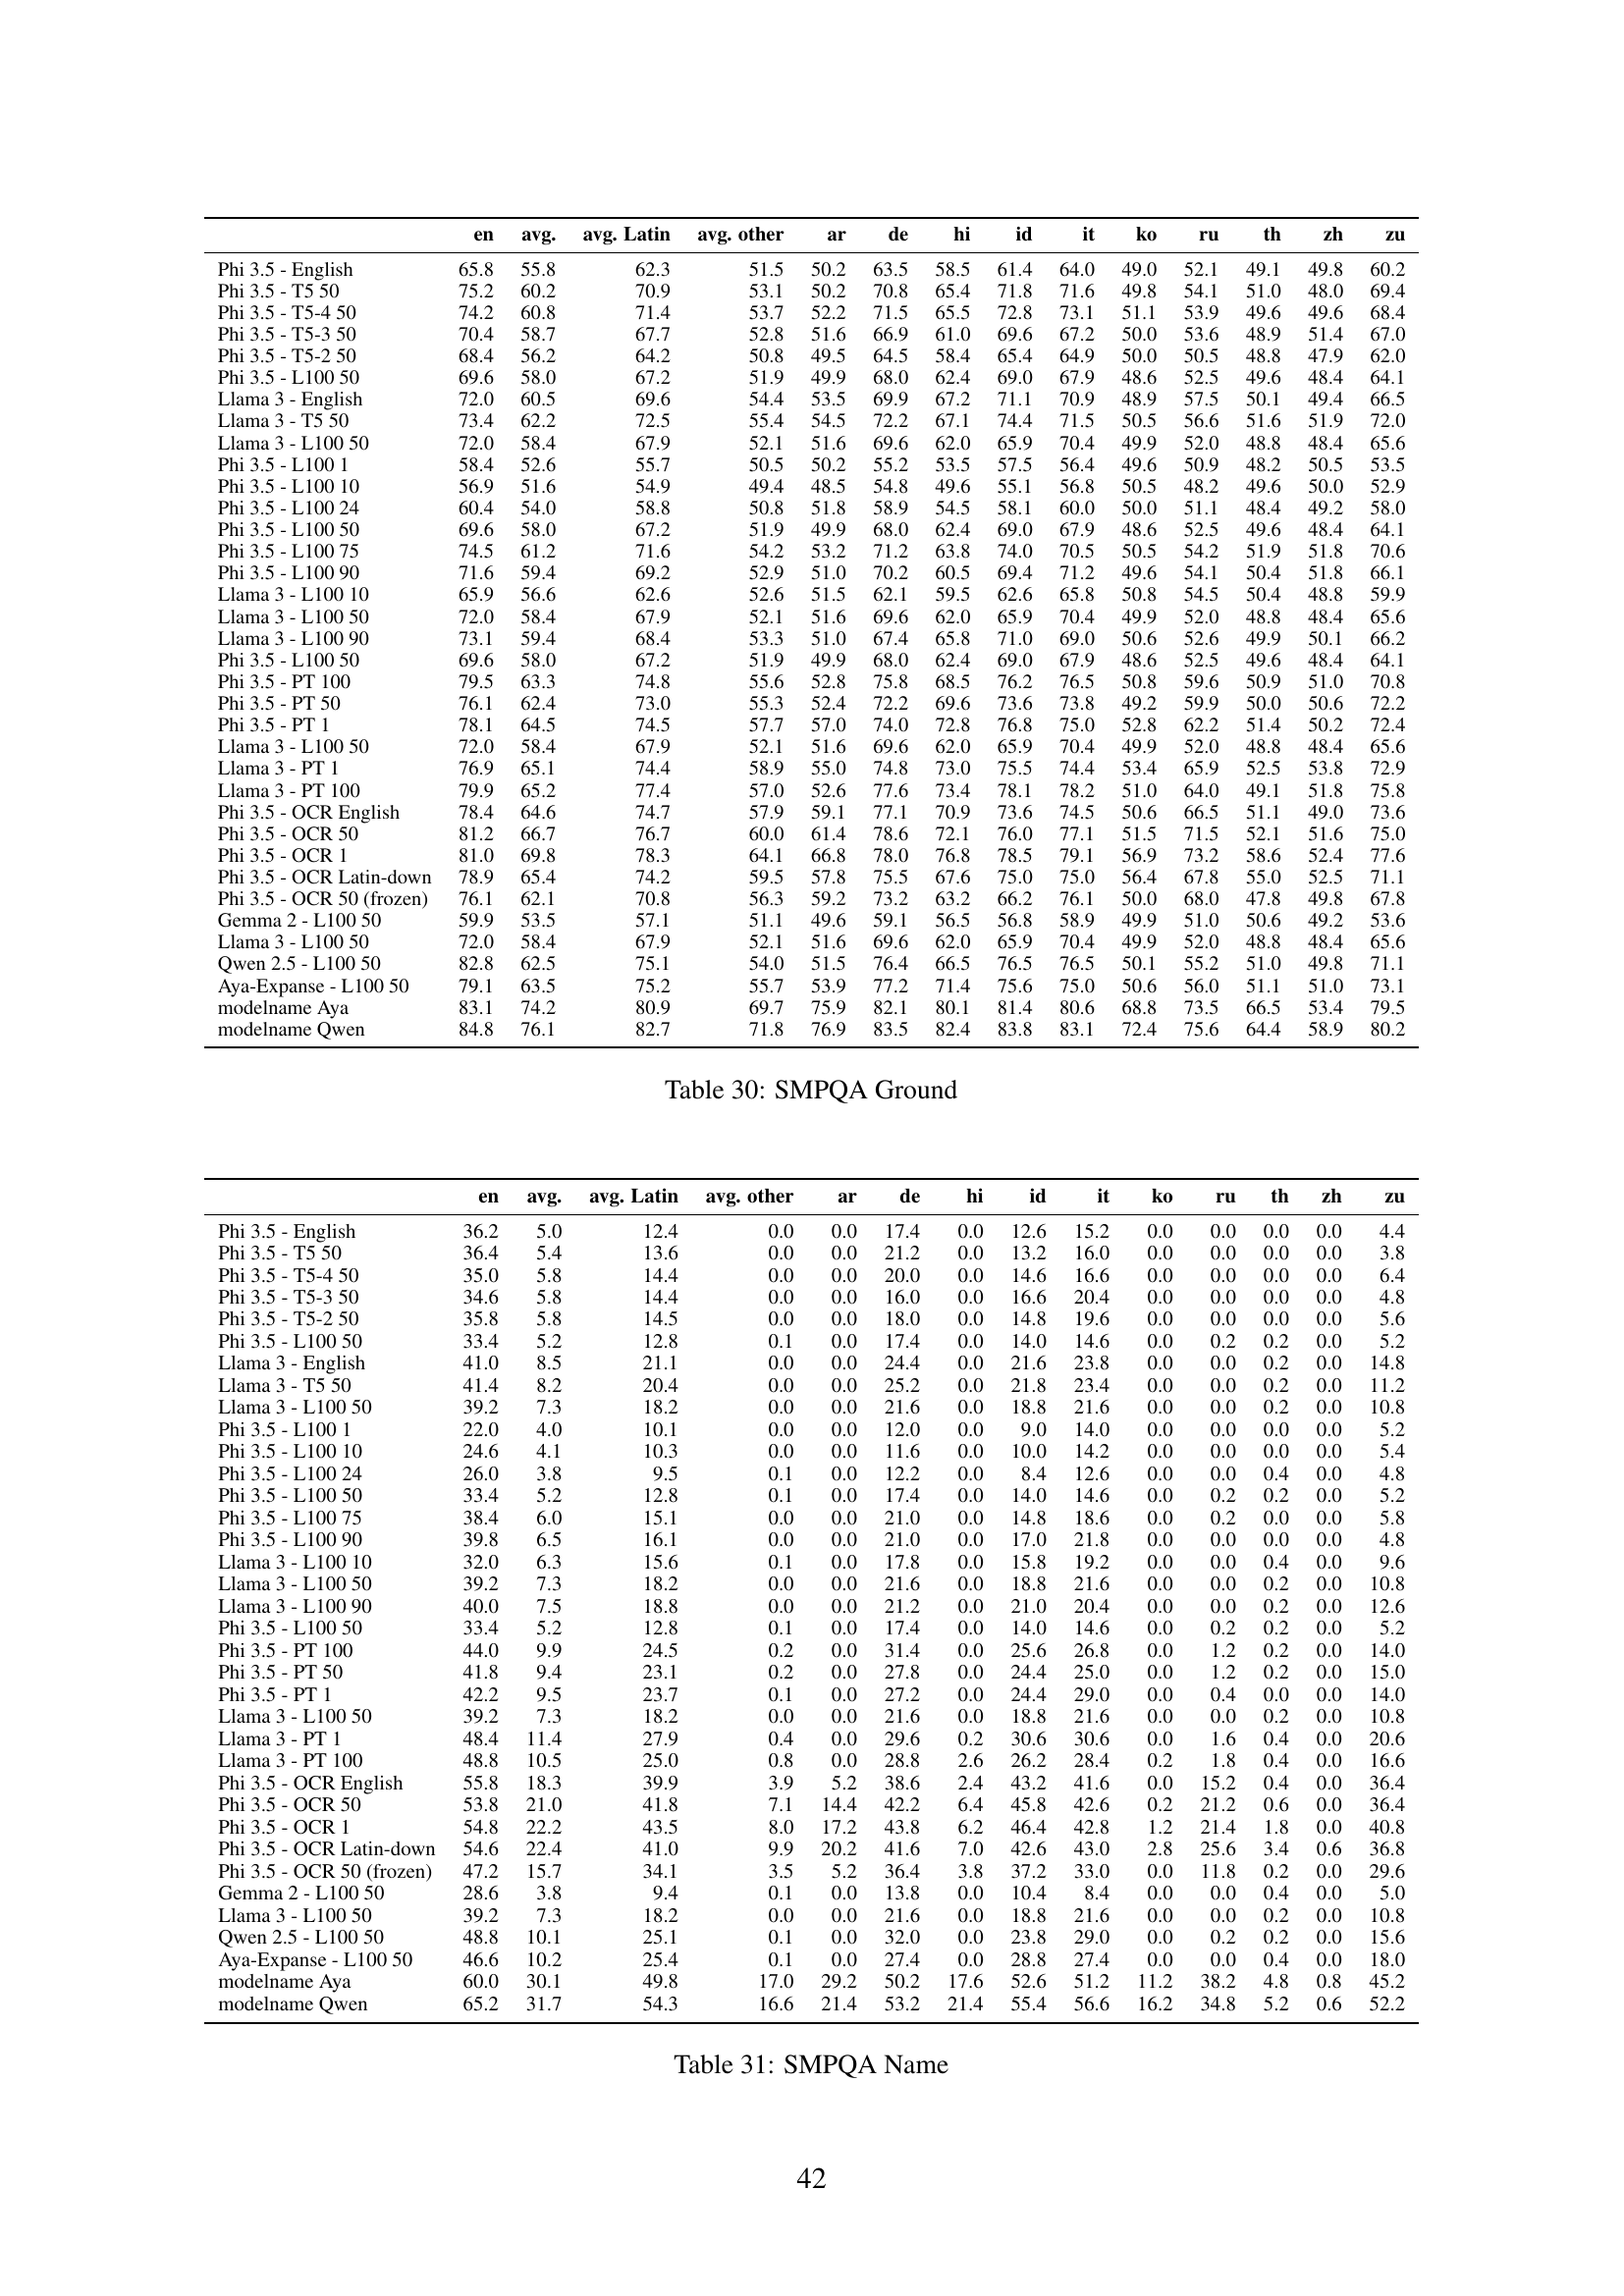 en avg. avg. Latin avg. other ar de hi id it ko ru th zh zu
Phi 3.5 - English 65.8 55.8 62.3 51.5 50.2 63.5 58.5 61.4 64.0 49.0 52.1 49.1 49.8 60.2
Phi 3.5 - T5 50 75.2 60.2 70.9 53.1 50.2 70.8 65.4 71.8 71.6 49.8 54.1 51.0 48.0 69.4
Phi 3.5 - T5-4 50 74.2 60.8 71.4 53.7 52.2 71.5 65.5 72.8 73.1 51.1 53.9 49.6 49.6 68.4
Phi 3.5 - T5-3 50 70.4 58.7 67.7 52.8 51.6 66.9 61.0 69.6 67.2 50.0 53.6 48.9 51.4 67.0
Phi 3.5 - T5-2 50 68.4 56.2 64.2 50.8 49.5 64.5 58.4 65.4 64.9 50.0 50.5 48.8 47.9 62.0
Phi 3.5 - L100 50 69.6 58.0 67.2 51.9 49.9 68.0 62.4 69.0 67.9 48.6 52.5 49.6 48.4 64.1
Llama 3 - English 72.0 60.5 69.6 54.4 53.5 69.9 67.2 71.1 70.9 48.9 57.5 50.1 49.4 66.5
Llama 3 - T5 50 73.4 62.2 72.5 55.4 54.5 72.2 67.1 74.4 71.5 50.5 56.6 51.6 51.9 72.0
Llama 3 - L100 50 72.0 58.4 67.9 52.1 51.6 69.6 62.0 65.9 70.4 49.9 52.0 48.8 48.4 65.6
Phi 3.5 - L100 1 58.4 52.6 55.7 50.5 50.2 55.2 53.5 57.5 56.4 49.6 50.9 48.2 50.5 53.5
Phi 3.5 - L100 10 56.9 51.6 54.9 49.4 48.5 54.8 49.6 55.1 56.8 50.5 48.2 49.6 50.0 52.9
Phi 3.5 - L100 24 60.4 54.0 58.8 50.8 51.8 58.9 54.5 58.1 60.0 50.0 51.1 48.4 49.2 58.0
Phi 3.5 - L100 50 69.6 58.0 67.2 51.9 49.9 68.0 62.4 69.0 67.9 48.6 52.5 49.6 48.4 64.1
Phi 3.5 - L100 75 74.5 61.2 71.6 54.2 53.2 71.2 63.8 74.0 70.5 50.5 54.2 51.9 51.8 70.6
Phi 3.5 - L100 90 71.6 59.4 69.2 52.9 51.0 70.2 60.5 69.4 71.2 49.6 54.1 50.4 51.8 66.1
Llama 3 - L100 10 65.9 56.6 62.6 52.6 51.5 62.1 59.5 62.6 65.8 50.8 54.5 50.4 48.8 59.9
Llama 3 - L100 50 72.0 58.4 67.9 52.1 51.6 69.6 62.0 65.9 70.4 49.9 52.0 48.8 48.4 65.6
Llama 3 - L100 90 73.1 59.4 68.4 53.3 51.0 67.4 65.8 71.0 69.0 50.6 52.6 49.9 50.1 66.2
Phi 3.5 - L100 50 69.6 58.0 67.2 51.9 49.9 68.0 62.4 69.0 67.9 48.6 52.5 49.6 48.4 64.1
Phi 3.5 - PT 100 79.5 63.3 74.8 55.6 52.8 75.8 68.5 76.2 76.5 50.8 59.6 50.9 51.0 70.8
Phi 3.5 - PT 50 76.1 62.4 73.0 55.3 52.4 72.2 69.6 73.6 73.8 49.2 59.9 50.0 50.6 72.2
Phi 3.5 - PT 1 78.1 64.5 74.5 57.7 57.0 74.0 72.8 76.8 75.0 52.8 62.2 51.4 50.2 72.4
Llama 3 - L100 50 72.0 58.4 67.9 52.1 51.6 69.6 62.0 65.9 70.4 49.9 52.0 48.8 48.4 65.6
Llama 3 - PT 1 76.9 65.1 74.4 58.9 55.0 74.8 73.0 75.5 74.4 53.4 65.9 52.5 53.8 72.9
Llama 3 - PT 100 79.9 65.2 77.4 57.0 52.6 77.6 73.4 78.1 78.2 51.0 64.0 49.1 51.8 75.8
Phi 3.5 - OCR English 78.4 64.6 74.7 57.9 59.1 77.1 70.9 73.6 74.5 50.6 66.5 51.1 49.0 73.6
Phi 3.5 - OCR 50 81.2 66.7 76.7 60.0 61.4 78.6 72.1 76.0 77.1 51.5 71.5 52.1 51.6 75.0
Phi 3.5 - OCR 1 81.0 69.8 78.3 64.1 66.8 78.0 76.8 78.5 79.1 56.9 73.2 58.6 52.4 77.6
Phi 3.5 - OCR Latin-down 78.9 65.4 74.2 59.5 57.8 75.5 67.6 75.0 75.0 56.4 67.8 55.0 52.5 71.1
Phi 3.5 - OCR 50 (frozen) 76.1 62.1 70.8 56.3 59.2 73.2 63.2 66.2 76.1 50.0 68.0 47.8 49.8 67.8
Gemma 2 - L100 50 59.9 53.5 57.1 51.1 49.6 59.1 56.5 56.8 58.9 49.9 51.0 50.6 49.2 53.6
Llama 3 - L100 50 72.0 58.4 67.9 52.1 51.6 69.6 62.0 65.9 70.4 49.9 52.0 48.8 48.4 65.6
Qwen 2.5 - L100 50 82.8 62.5 75.1 54.0 51.5 76.4 66.5 76.5 76.5 50.1 55.2 51.0 49.8 71.1
Aya-Expanse - L100 50 79.1 63.5 75.2 55.7 53.9 77.2 71.4 75.6 75.0 50.6 56.0 51.1 51.0 73.1
modelname Aya 83.1 74.2 80.9 69.7 75.9 82.1 80.1 81.4 80.6 68.8 73.5 66.5 53.4 79.5
modelname Qwen 84.8 76.1 82.7 71.8 76.9 83.5 82.4 83.8 83.1 72.4 75.6 64.4 58.9 80.2
Table 30: SMPQA Ground
en avg. avg. Latin avg. other ar de hi id it ko ru th zh zu
Phi 3.5 - English 36.2 5.0 12.4 0.0 0.0 17.4 0.0 12.6 15.2 0.0 0.0 0.0 0.0 4.4
Phi 3.5 - T5 50 36.4 5.4 13.6 0.0 0.0 21.2 0.0 13.2 16.0 0.0 0.0 0.0 0.0 3.8
Phi 3.5 - T5-4 50 35.0 5.8 14.4 0.0 0.0 20.0 0.0 14.6 16.6 0.0 0.0 0.0 0.0 6.4
Phi 3.5 - T5-3 50 34.6 5.8 14.4 0.0 0.0 16.0 0.0 16.6 20.4 0.0 0.0 0.0 0.0 4.8
Phi 3.5 - T5-2 50 35.8 5.8 14.5 0.0 0.0 18.0 0.0 14.8 19.6 0.0 0.0 0.0 0.0 5.6
Phi 3.5 - L100 50 33.4 5.2 12.8 0.1 0.0 17.4 0.0 14.0 14.6 0.0 0.2 0.2 0.0 5.2
Llama 3 - English 41.0 8.5 21.1 0.0 0.0 24.4 0.0 21.6 23.8 0.0 0.0 0.2 0.0 14.8
Llama 3 - T5 50 41.4 8.2 20.4 0.0 0.0 25.2 0.0 21.8 23.4 0.0 0.0 0.2 0.0 11.2
Llama 3 - L100 50 39.2 7.3 18.2 0.0 0.0 21.6 0.0 18.8 21.6 0.0 0.0 0.2 0.0 10.8
Phi 3.5 - L100 1 22.0 4.0 10.1 0.0 0.0 12.0 0.0 9.0 14.0 0.0 0.0 0.0 0.0 5.2
Phi 3.5 - L100 10 24.6 4.1 10.3 0.0 0.0 11.6 0.0 10.0 14.2 0.0 0.0 0.0 0.0 5.4
Phi 3.5 - L100 24 26.0 3.8 9.5 0.1 0.0 12.2 0.0 8.4 12.6 0.0 0.0 0.4 0.0 4.8
Phi 3.5 - L100 50 33.4 5.2 12.8 0.1 0.0 17.4 0.0 14.0 14.6 0.0 0.2 0.2 0.0 5.2
Phi 3.5 - L100 75 38.4 6.0 15.1 0.0 0.0 21.0 0.0 14.8 18.6 0.0 0.2 0.0 0.0 5.8
Phi 3.5 - L100 90 39.8 6.5 16.1 0.0 0.0 21.0 0.0 17.0 21.8 0.0 0.0 0.0 0.0 4.8
Llama 3 - L100 10 32.0 6.3 15.6 0.1 0.0 17.8 0.0 15.8 19.2 0.0 0.0 0.4 0.0 9.6
Llama 3 - L100 50 39.2 7.3 18.2 0.0 0.0 21.6 0.0 18.8 21.6 0.0 0.0 0.2 0.0 10.8
Llama 3 - L100 90 40.0 7.5 18.8 0.0 0.0 21.2 0.0 21.0 20.4 0.0 0.0 0.2 0.0 12.6
Phi 3.5 - L100 50 33.4 5.2 12.8 0.1 0.0 17.4 0.0 14.0 14.6 0.0 0.2 0.2 0.0 5.2
Phi 3.5 - PT 100 44.0 9.9 24.5 0.2 0.0 31.4 0.0 25.6 26.8 0.0 1.2 0.2 0.0 14.0
Phi 3.5 - PT 50 41.8 9.4 23.1 0.2 0.0 27.8 0.0 24.4 25.0 0.0 1.2 0.2 0.0 15.0
Phi 3.5 - PT 1 42.2 9.5 23.7 0.1 0.0 27.2 0.0 24.4 29.0 0.0 0.4 0.0 0.0 14.0
Llama 3 - L100 50 39.2 7.3 18.2 0.0 0.0 21.6 0.0 18.8 21.6 0.0 0.0 0.2 0.0 10.8
Llama 3 - PT 1 48.4 11.4 27.9 0.4 0.0 29.6 0.2 30.6 30.6 0.0 1.6 0.4 0.0 20.6
Llama 3 - PT 100 48.8 10.5 25.0 0.8 0.0 28.8 2.6 26.2 28.4 0.2 1.8 0.4 0.0 16.6
Phi 3.5 - OCR English 55.8 18.3 39.9 3.9 5.2 38.6 2.4 43.2 41.6 0.0 15.2 0.4 0.0 36.4
Phi 3.5 - OCR 50 53.8 21.0 41.8 7.1 14.4 42.2 6.4 45.8 42.6 0.2 21.2 0.6 0.0 36.4
Phi 3.5 - OCR 1 54.8 22.2 43.5 8.0 17.2 43.8 6.2 46.4 42.8 1.2 21.4 1.8 0.0 40.8
Phi 3.5 - OCR Latin-down 54.6 22.4 41.0 9.9 20.2 41.6 7.0 42.6 43.0 2.8 25.6 3.4 0.6 36.8
Phi 3.5 - OCR 50 (frozen) 47.2 15.7 34.1 3.5 5.2 36.4 3.8 37.2 33.0 0.0 11.8 0.2 0.0 29.6
Gemma 2 - L100 50 28.6 3.8 9.4 0.1 0.0 13.8 0.0 10.4 8.4 0.0 0.0 0.4 0.0 5.0
Llama 3 - L100 50 39.2 7.3 18.2 0.0 0.0 21.6 0.0 18.8 21.6 0.0 0.0 0.2 0.0 10.8
Qwen 2.5 - L100 50 48.8 10.1 25.1 0.1 0.0 32.0 0.0 23.8 29.0 0.0 0.2 0.2 0.0 15.6
Aya-Expanse - L100 50 46.6 10.2 25.4 0.1 0.0 27.4 0.0 28.8 27.4 0.0 0.0 0.4 0.0 18.0
modelname Aya 60.0 30.1 49.8 17.0 29.2 50.2 17.6 52.6 51.2 11.2 38.2 4.8 0.8 45.2
modelname Qwen 65.2 31.7 54.3 16.6 21.4 53.2 21.4 55.4 56.6 16.2 34.8 5.2 0.6 52.2
Table 31: SMPQA Name
42